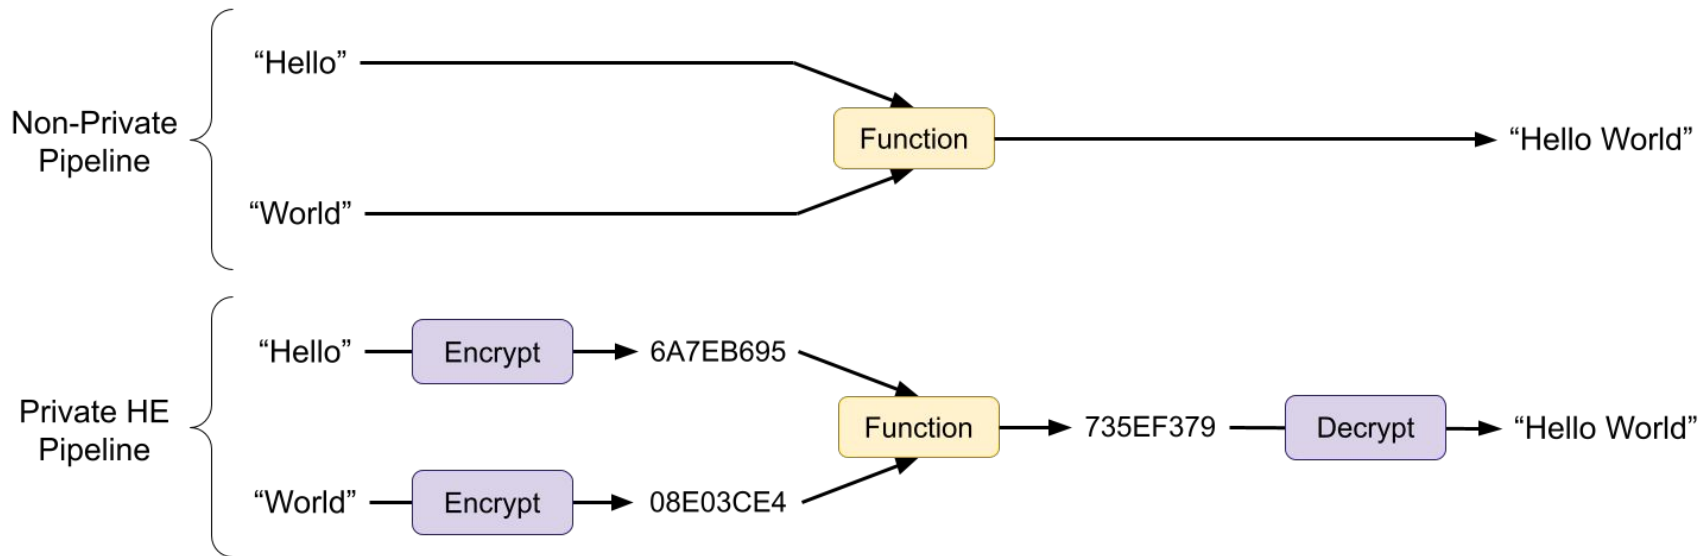 “Hello”
Non-Private
Pipeline
Function
“Hello World”
“World”
“Hello”
Encrypt
6A7EB695
Private HE
Pipeline
Function
735EF379
Decrypt
“Hello World”
“World”
Encrypt
08E03CE4